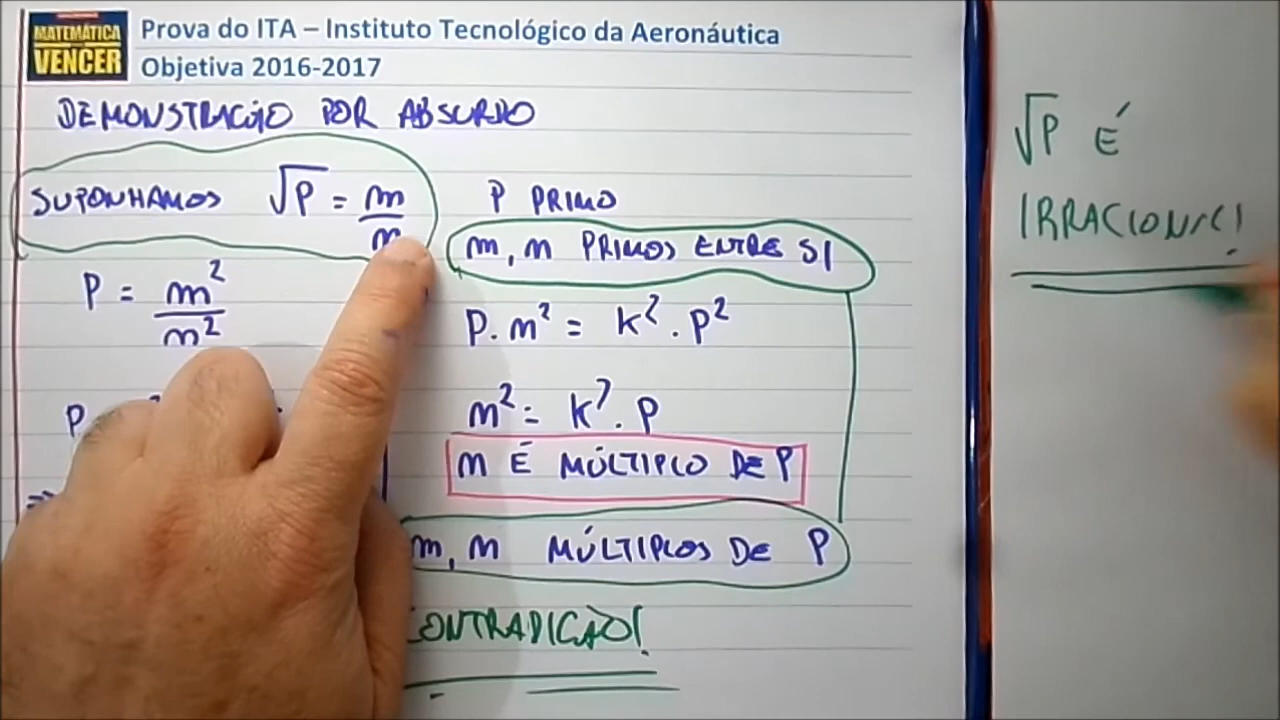 MATEMÁTICA
VENCER
Prova do ITA – Instituto Tecnológico da Aeronáutica
Objetiva 2016-2017
DEMONSTRAÇÃO POR ABSURDO
SUPONHAMOS √P = m/n
P PRIMO
m, n PRIMOS ENTRE SI
P = m²/n²
P
P.n² = k².P²
n² = k².P
n É MÚLTIPLO DE P
m, n MÚLTIPLOS DE P
CONTRADIÇÃO!
√P É
IRRACIONAL!